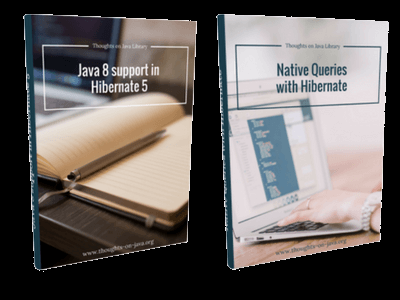 Thoughts on Java Library
Java 8 support in
Hibernate 5
www.thoughts-on-java.org
Thoughts on Java Library
Native Queries
with Hibernate
www.thoughts-on-java.org